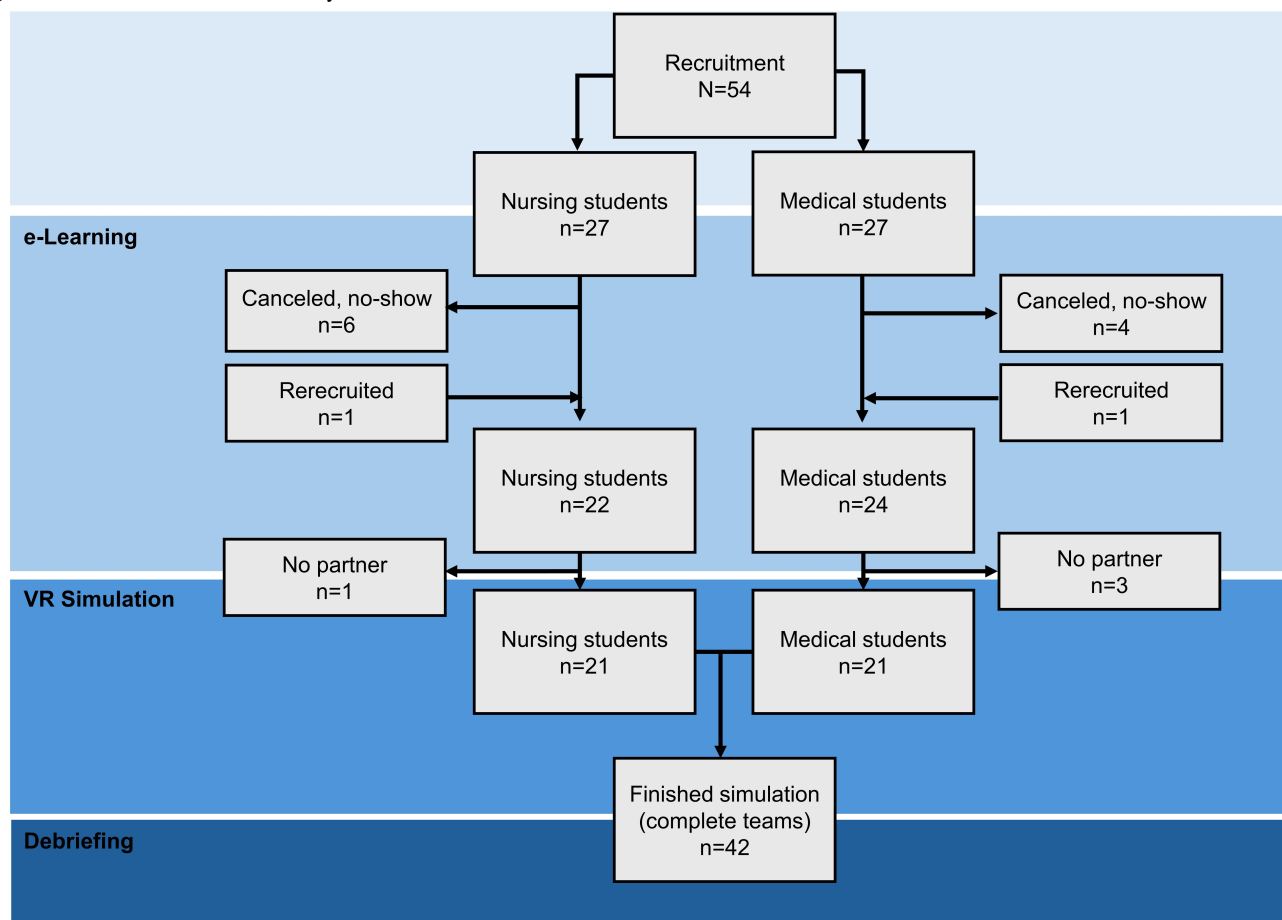 Recruitment
N=54
Nursing students
n=27
Medical students
n=27
e-Learning
Canceled, no-show
n=6
Canceled, no-show
n=4
Rerecruited
n=1
Rerecruited
n=1
Nursing students
n=22
Medical students
n=24
No partner
n=1
No partner
n=3
VR Simulation
Nursing students
n=21
Medical students
n=21
Finished simulation
(complete teams)
n=42
Debriefing